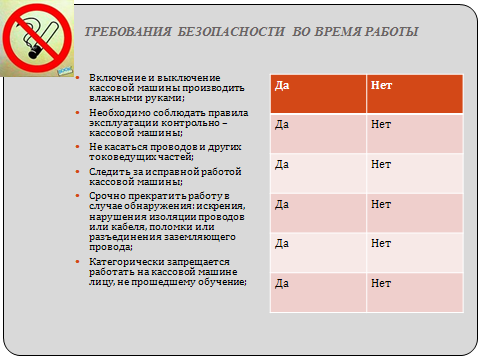 ТРЕБОВАНИЯ БЕЗОПАСНОСТИ ВО ВРЕМЯ РАБОТЫ
Включение и выключение
кассовой машины производить
влажными руками;
Необходимо соблюдать правила
эксплуатации контрольно –
кассовой машины;
Не касаться проводов и других
токоведущих частей;
Следить за исправной работой
кассовой машины;
Срочно прекратить работу в
случае обнаружения: искрения,
нарушения изоляции проводов
или кабеля, поломки или
разъединения заземляющего
провода;
Категорически запрещается
работать на кассовой машине
лицу, не прошедшему обучение;
Да Нет
Да Нет
Да Нет
Да Нет
Да Нет
Да Нет